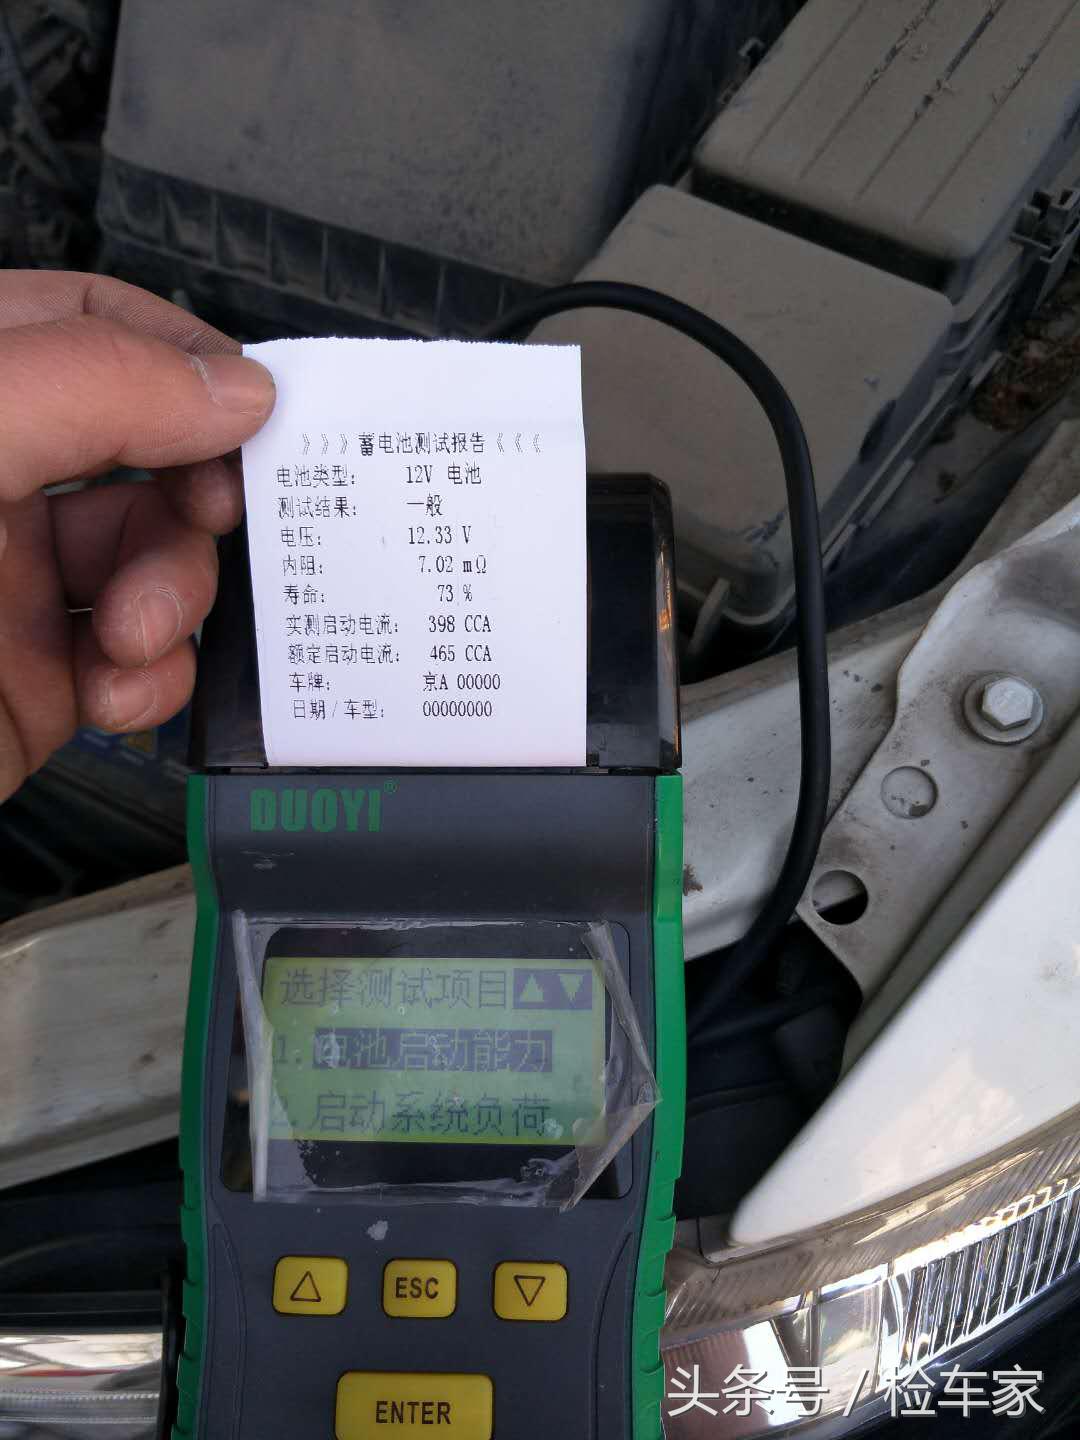 》》》蓄电池测试报告《《《
电池类型: 12V 电池
测试结果: 一般
电压: 12.33 V
内阻: 7.02 mΩ
寿命: 73 %
实测启动电流: 398 CCA
额定启动电流: 465 CCA
车牌: 京A 00000
日期/车型: 00000000
DUOYI®
选择测试项目▲▼
1.电池启动能力
2.启动系统负荷
△ ESC ▽
ENTER
头条号 / 检车家